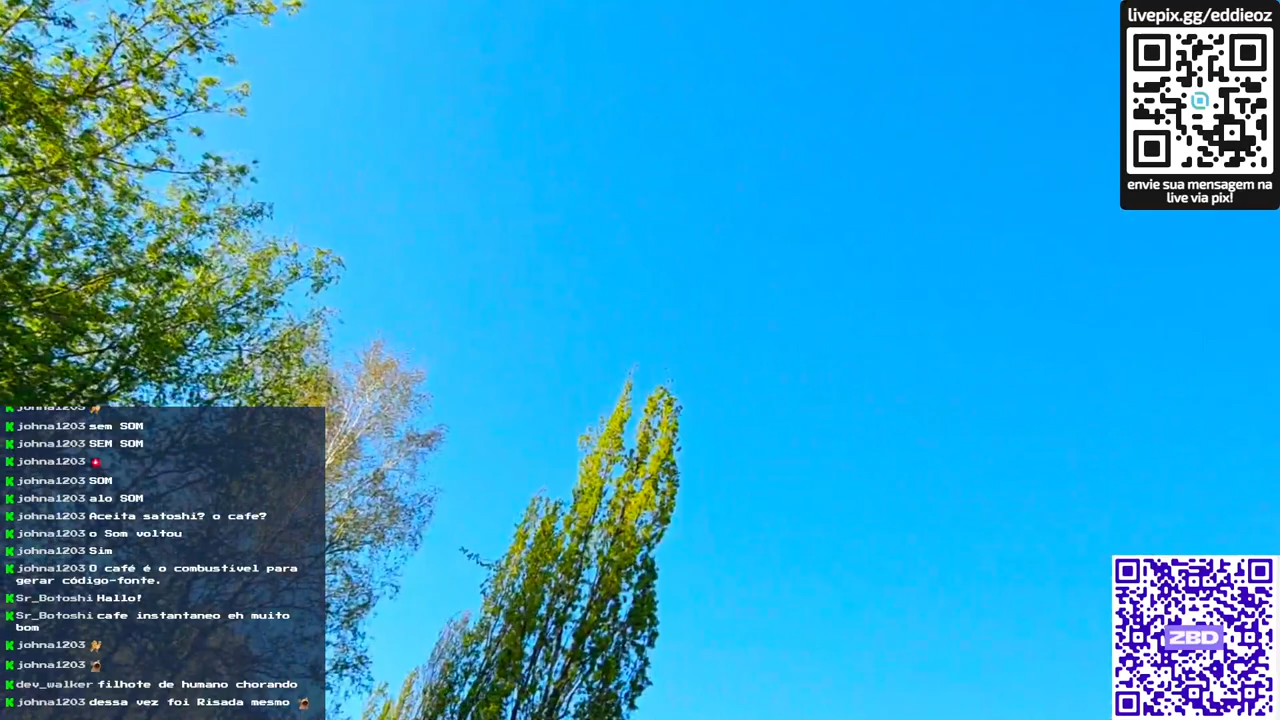 livepix.gg/eddieoz
envie sua mensagem na
live via pix!
johna1203
johna1203 sem SOM
johna1203 SEM SOM
johna1203
johna1203 SOM
johna1203 alo SOM
johna1203 Aceita satoshi? o cafe?
johna1203 o Som voltou
johna1203 Sim
johna1203 O café é o combustivel para
gerar código-fonte.
Sr_Botoshi Hallo!
Sr_Botoshi cafe instantaneo eh muito
bom
johna1203
johna1203
dev_walker filhote de humano chorando
johna1203 dessa vez foi Risada mesmo
ZBD